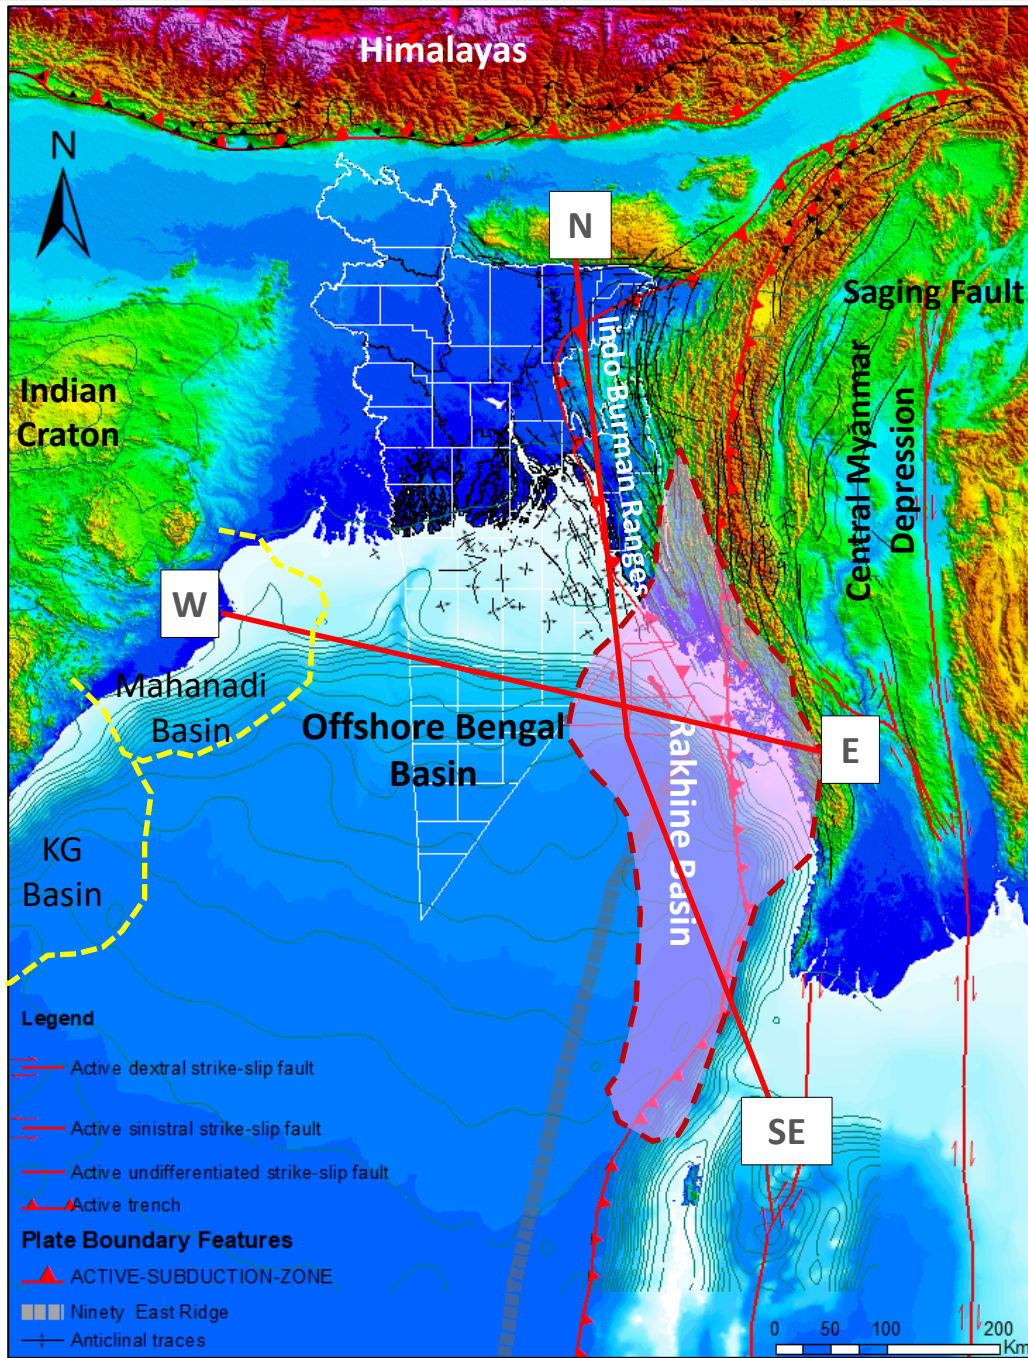 Himalayas
N
N
Saging Fault
Indo Burman Ranges
Indian
Craton
Central Myanmar
Depression
W
Mahanadi
Basin
Offshore Bengal
Basin
Rakhine Basin
E
KG
Basin
SE
Legend
Active dextral strike-slip fault
Active sinistral strike-slip fault
Active undifferentiated strike-slip fault
Active trench
Plate Boundary Features
ACTIVE-SUBDUCTION-ZONE
Ninety East Ridge
Anticlinal traces
0 50 100 200
Km